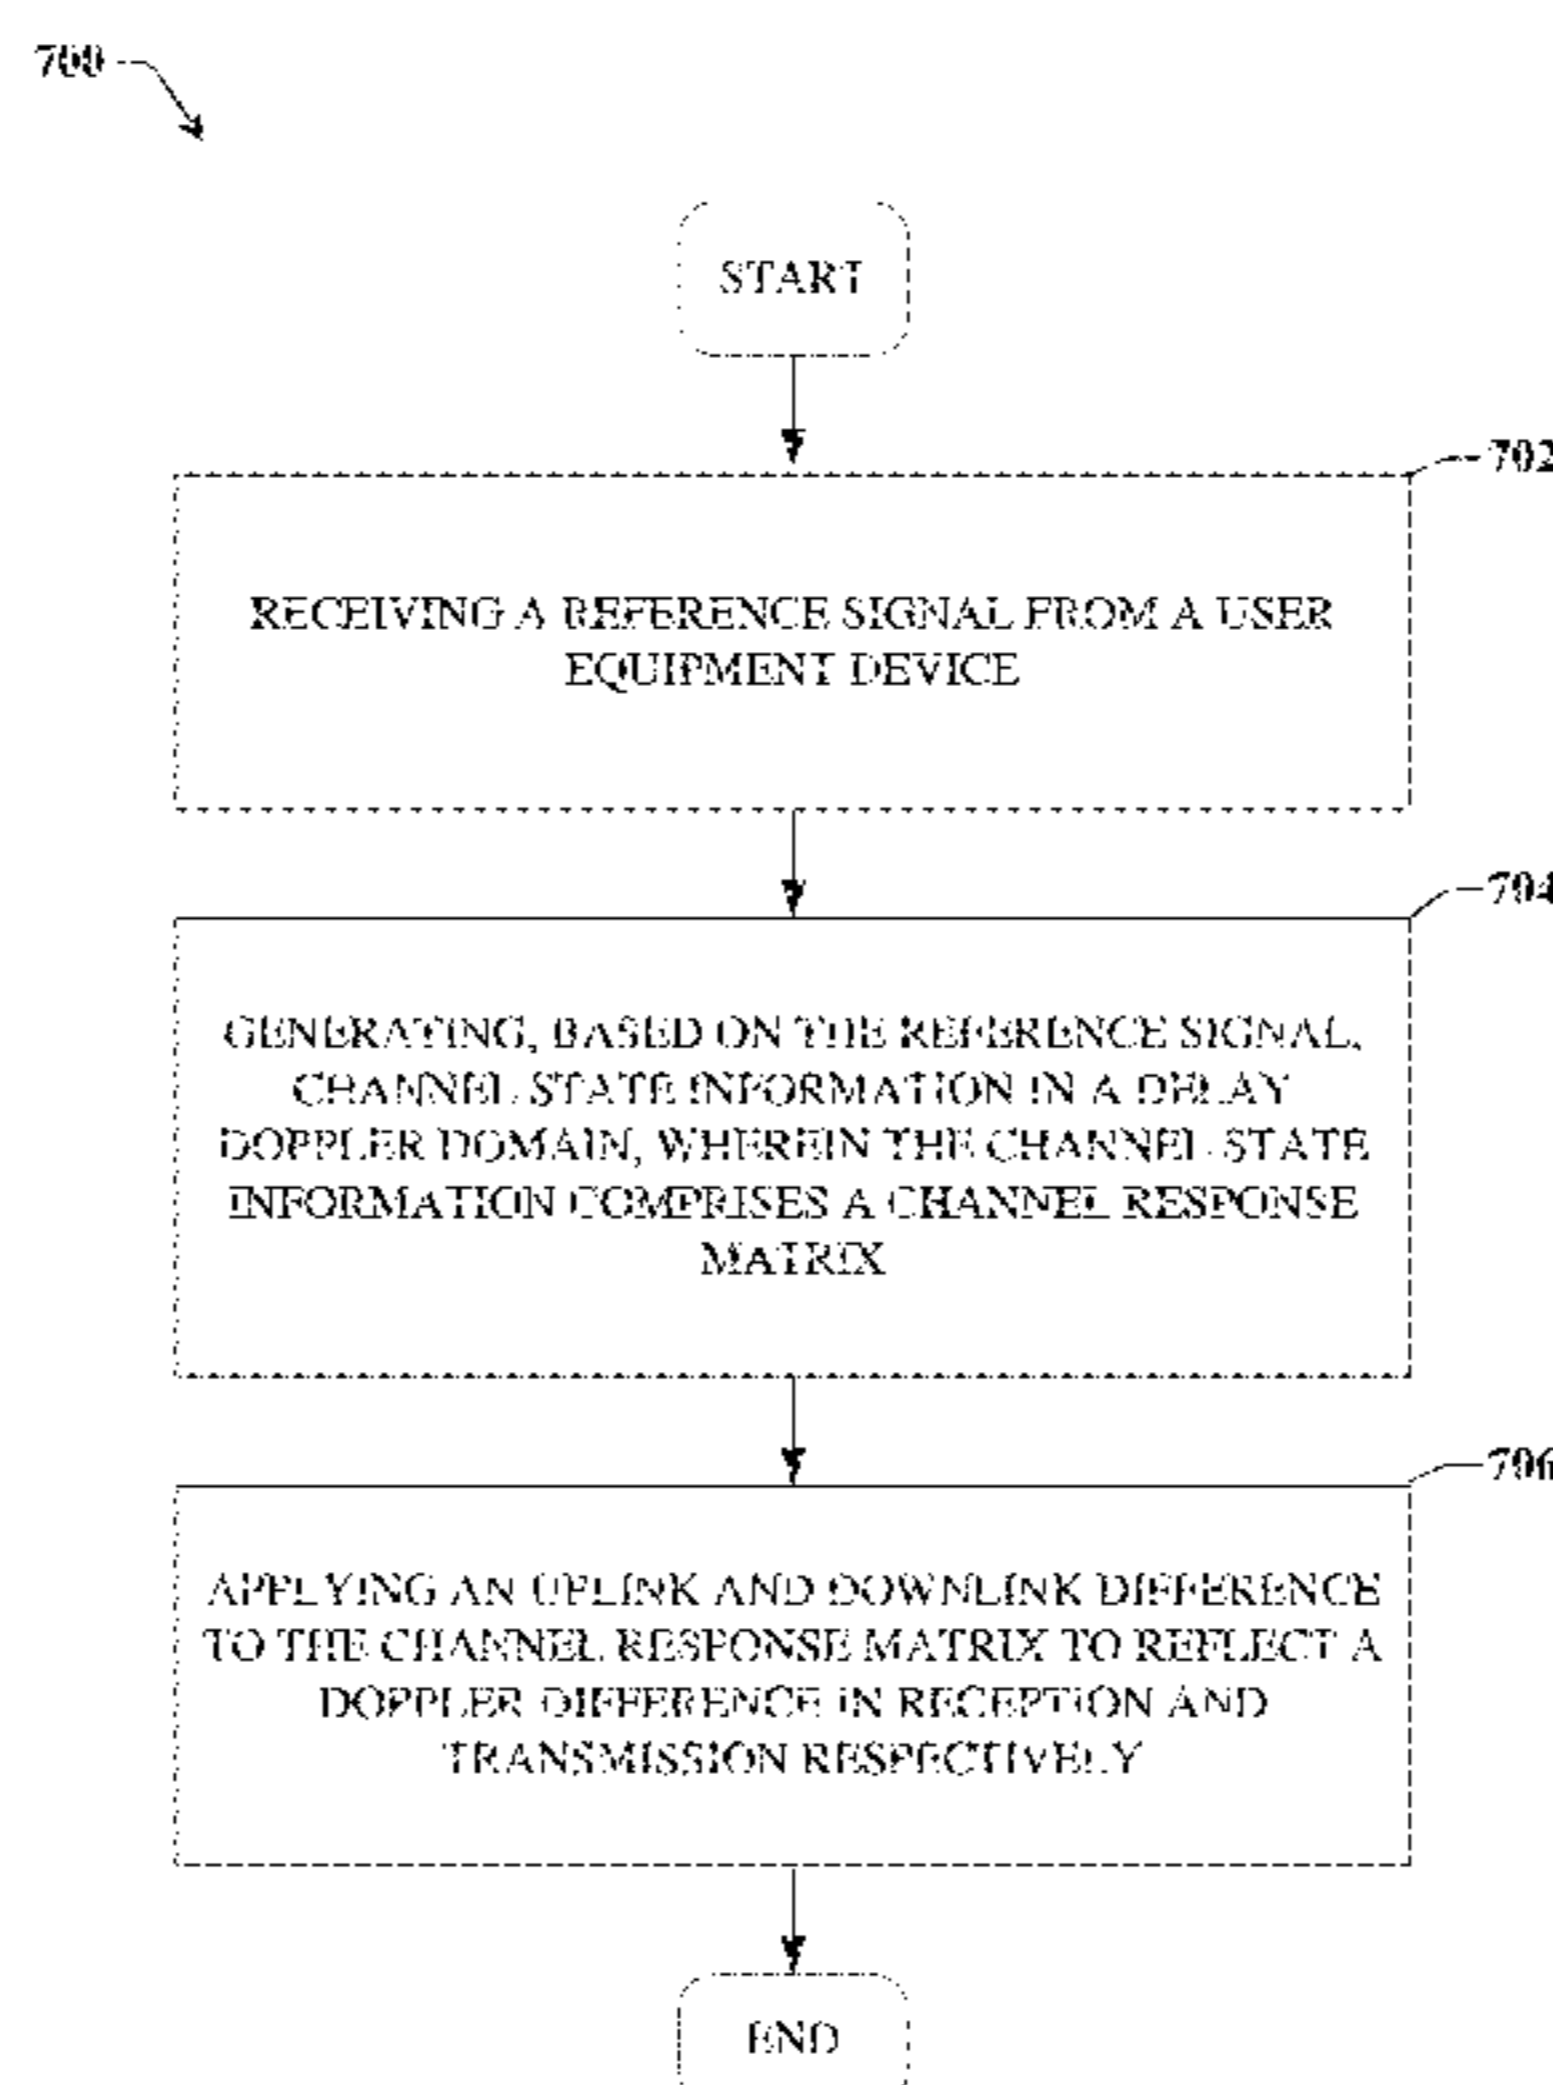 700
START
702
RECEIVING A REFERENCE SIGNAL FROM A USER
EQUIPMENT DEVICE
704
GENERATING, BASED ON THE REFERENCE SIGNAL,
CHANNEL STATE INFORMATION IN A DELAY
DOPPLER DOMAIN, WHEREIN THE CHANNEL STATE
INFORMATION COMPRISES A CHANNEL RESPONSE
MATRIX
706
APPLYING AN UPLINK AND DOWNLINK DIFFERENCE
TO THE CHANNEL RESPONSE MATRIX TO REFLECT A
DOPPLER DIFFERENCE IN RECEPTION AND
TRANSMISSION RESPECTIVELY
END